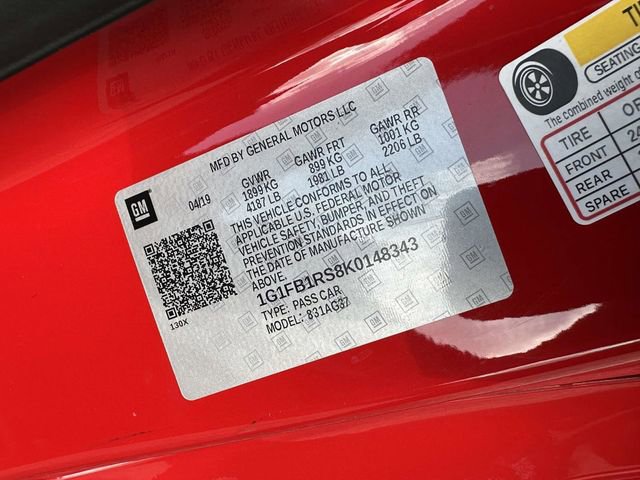 MFD BY GENERAL MOTORS LLC
GM
04/19
GVWR GAWR FRT GAWR RR
1899 KG 899 KG 1001 KG
4187 LB 1981 LB 2206 LB
THIS VEHICLE CONFORMS TO ALL
APPLICABLE U.S. FEDERAL MOTOR
VEHICLE SAFETY, BUMPER, AND THEFT
PREVENTION STANDARDS IN EFFECT ON
THE DATE OF MANUFACTURE SHOWN
ABOVE.
1G1FB1RS8K0148343
TYPE: PASS CAR
MODEL: 831AG37
130X
SEATING
The combined weight
TIRE
FRONT
REAR
SPARE